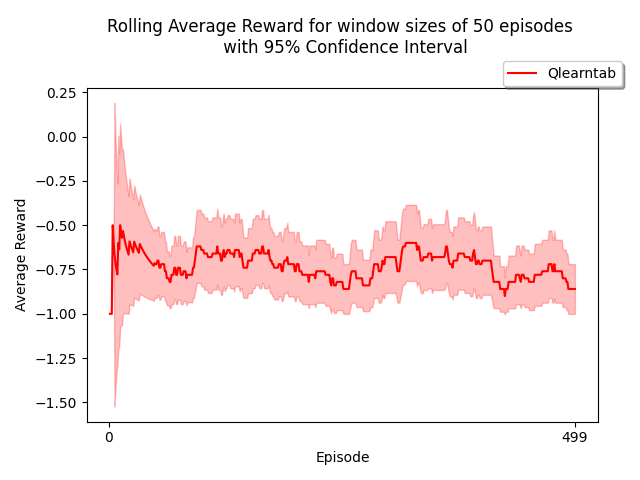 Rolling Average Reward for window sizes of 50 episodes
with 95% Confidence Interval
Qlearntab
0.25
0.00
−0.25
−0.50
−0.75
−1.00
−1.25
−1.50
Average Reward
0
499
Episode